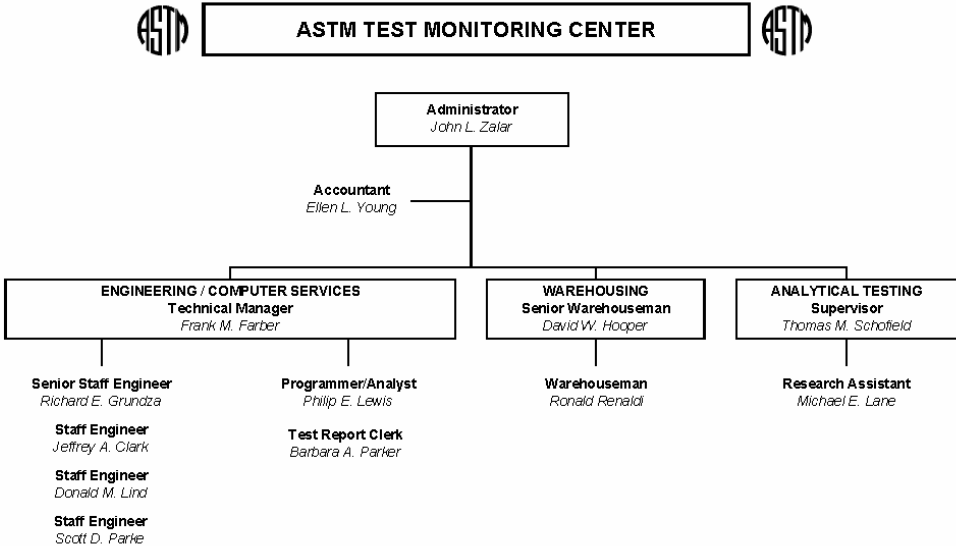 ASTM
ASTM TEST MONITORING CENTER
ASTM
Administrator
John L. Zalar
Accountant
Ellen L. Young
ENGINEERING / COMPUTER SERVICES
Technical Manager
Frank M. Farber
WAREHOUSING
Senior Warehouseman
David W. Hooper
ANALYTICAL TESTING
Supervisor
Thomas M. Schofield
Senior Staff Engineer
Richard E. Grundza
Staff Engineer
Jeffrey A. Clark
Staff Engineer
Donald M. Lind
Staff Engineer
Scott D. Parke
Programmer/Analyst
Philip E. Lewis
Test Report Clerk
Barbara A. Parker
Warehouseman
Ronald Renaldi
Research Assistant
Michael E. Lane